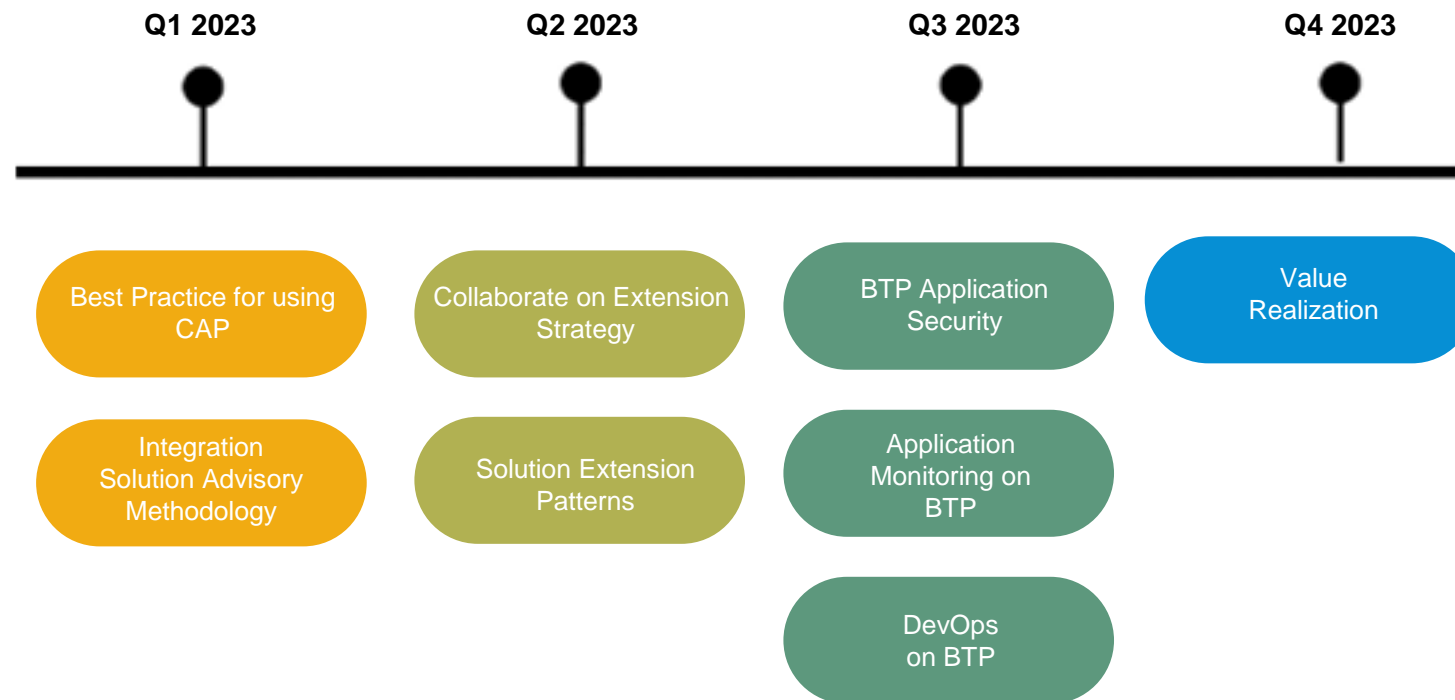 Q1 2023
Q2 2023
Q3 2023
Q4 2023
Best Practice for using
CAP
Integration
Solution Advisory
Methodology
Collaborate on Extension
Strategy
Solution Extension
Patterns
BTP Application
Security
Application
Monitoring on
BTP
DevOps
on BTP
Value
Realization